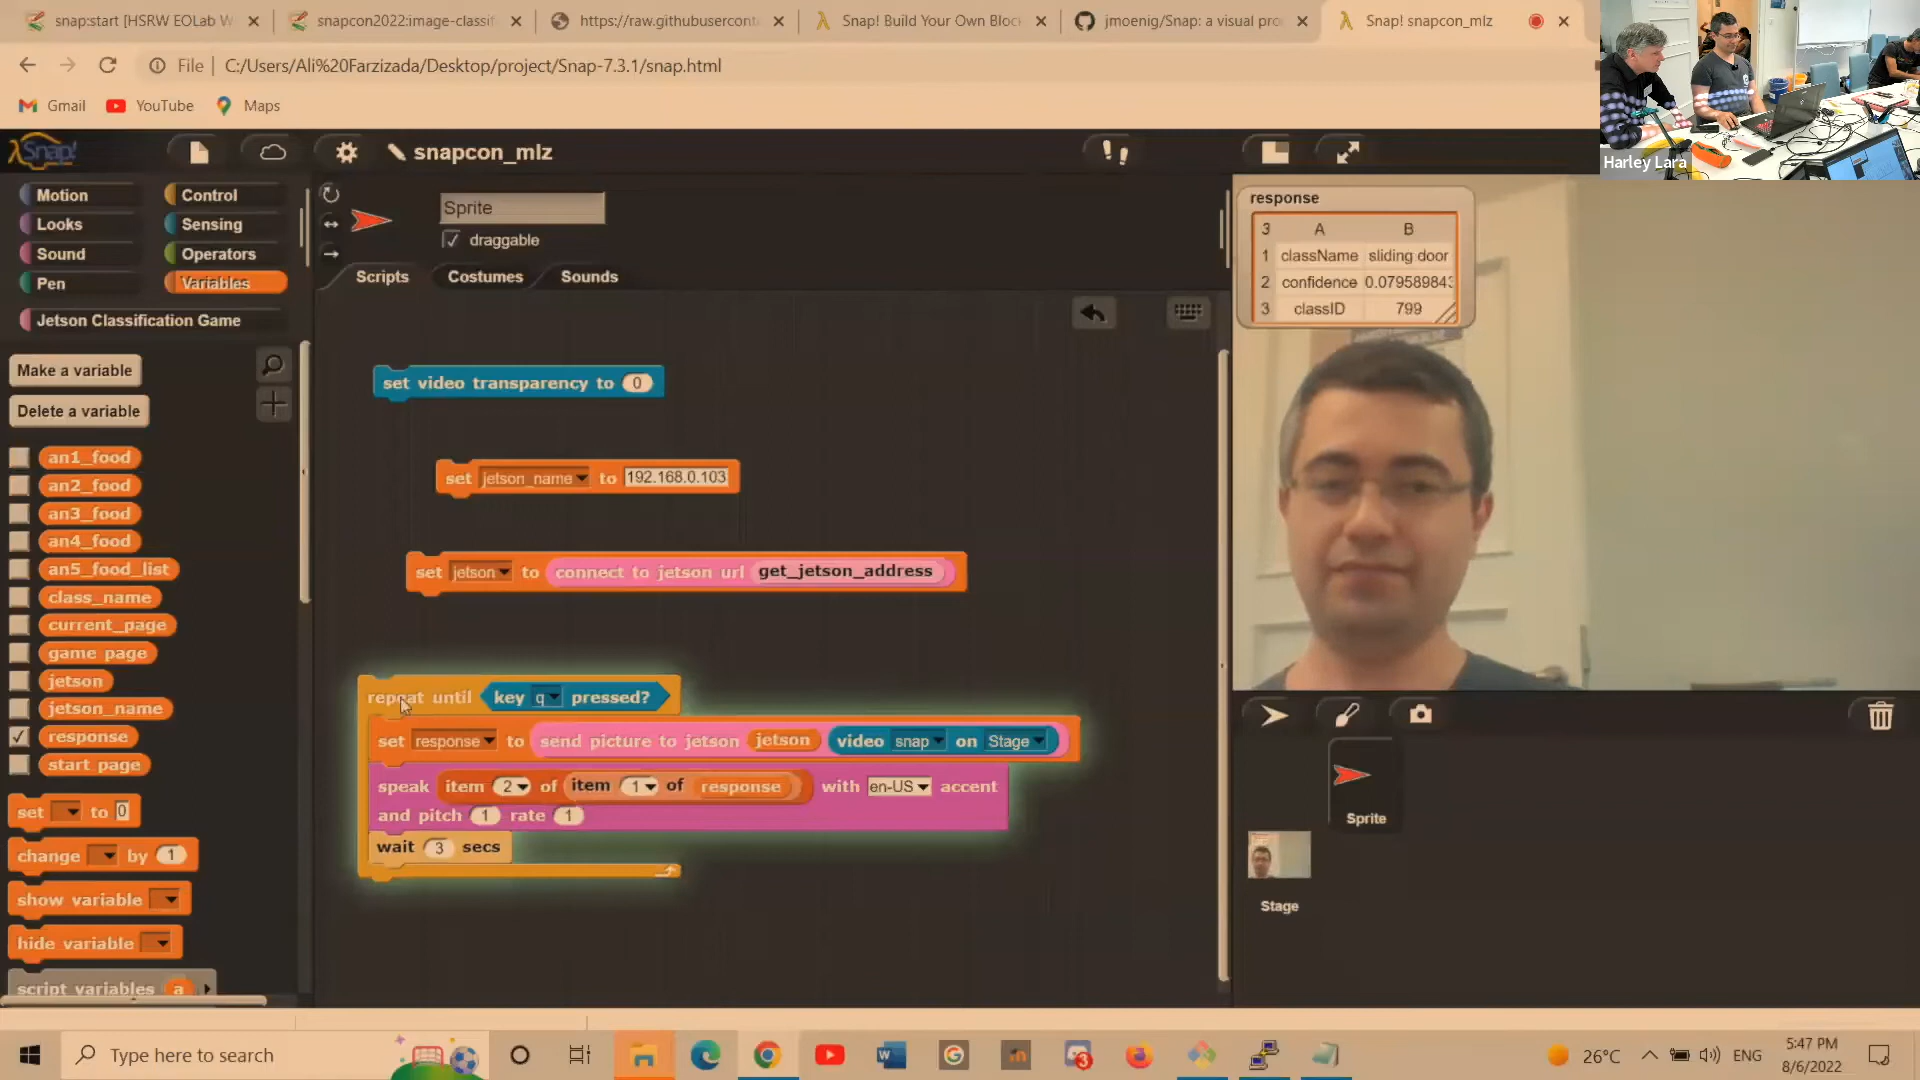 snap:start [HSRW EOLab W
snapcon2022:image-classif
https://raw.githubusercont
Snap! Build Your Own Block
jmoenig/Snap: a visual pro
Snap! snapcon_mlz
File | C:/Users/Ali%20Farzizada/Desktop/project/Snap-7.3.1/snap.html
Gmail YouTube Maps
Harley Lara
Snap!
snapcon_mlz
Motion Control
Looks Sensing
Sound Operators
Pen Variables
Jetson Classification Game
Make a variable
Delete a variable
an1_food
an2_food
an3_food
an4_food
an5_food_list
class_name
current_page
game page
jetson
jetson_name
response
start page
set to 0
change by 1
show variable
hide variable
script variables a
Sprite
draggable
Scripts Costumes Sounds
set video transparency to 0
set jetson_name to 192.168.0.103
set jetson to connect to jetson url get_jetson_address
repeat until key q pressed?
set response to send picture to jetson jetson video snap on Stage
speak item 2 of item 1 of response with en-US accent
and pitch 1 rate 1
wait 3 secs
response
3 A B
1 className sliding door
2 confidence 0.07958984
3 classID 799
Sprite
Stage
Type here to search
3
26°C ENG 5:47 PM
8/6/2022